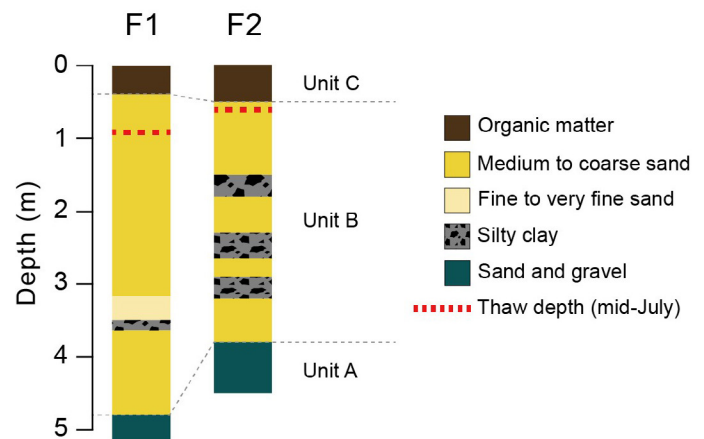 F1
F2
0
1
2
3
4
5
Depth (m)
Unit C
Unit B
Unit A
Organic matter
Medium to coarse sand
Fine to very fine sand
Silty clay
Sand and gravel
Thaw depth (mid-July)